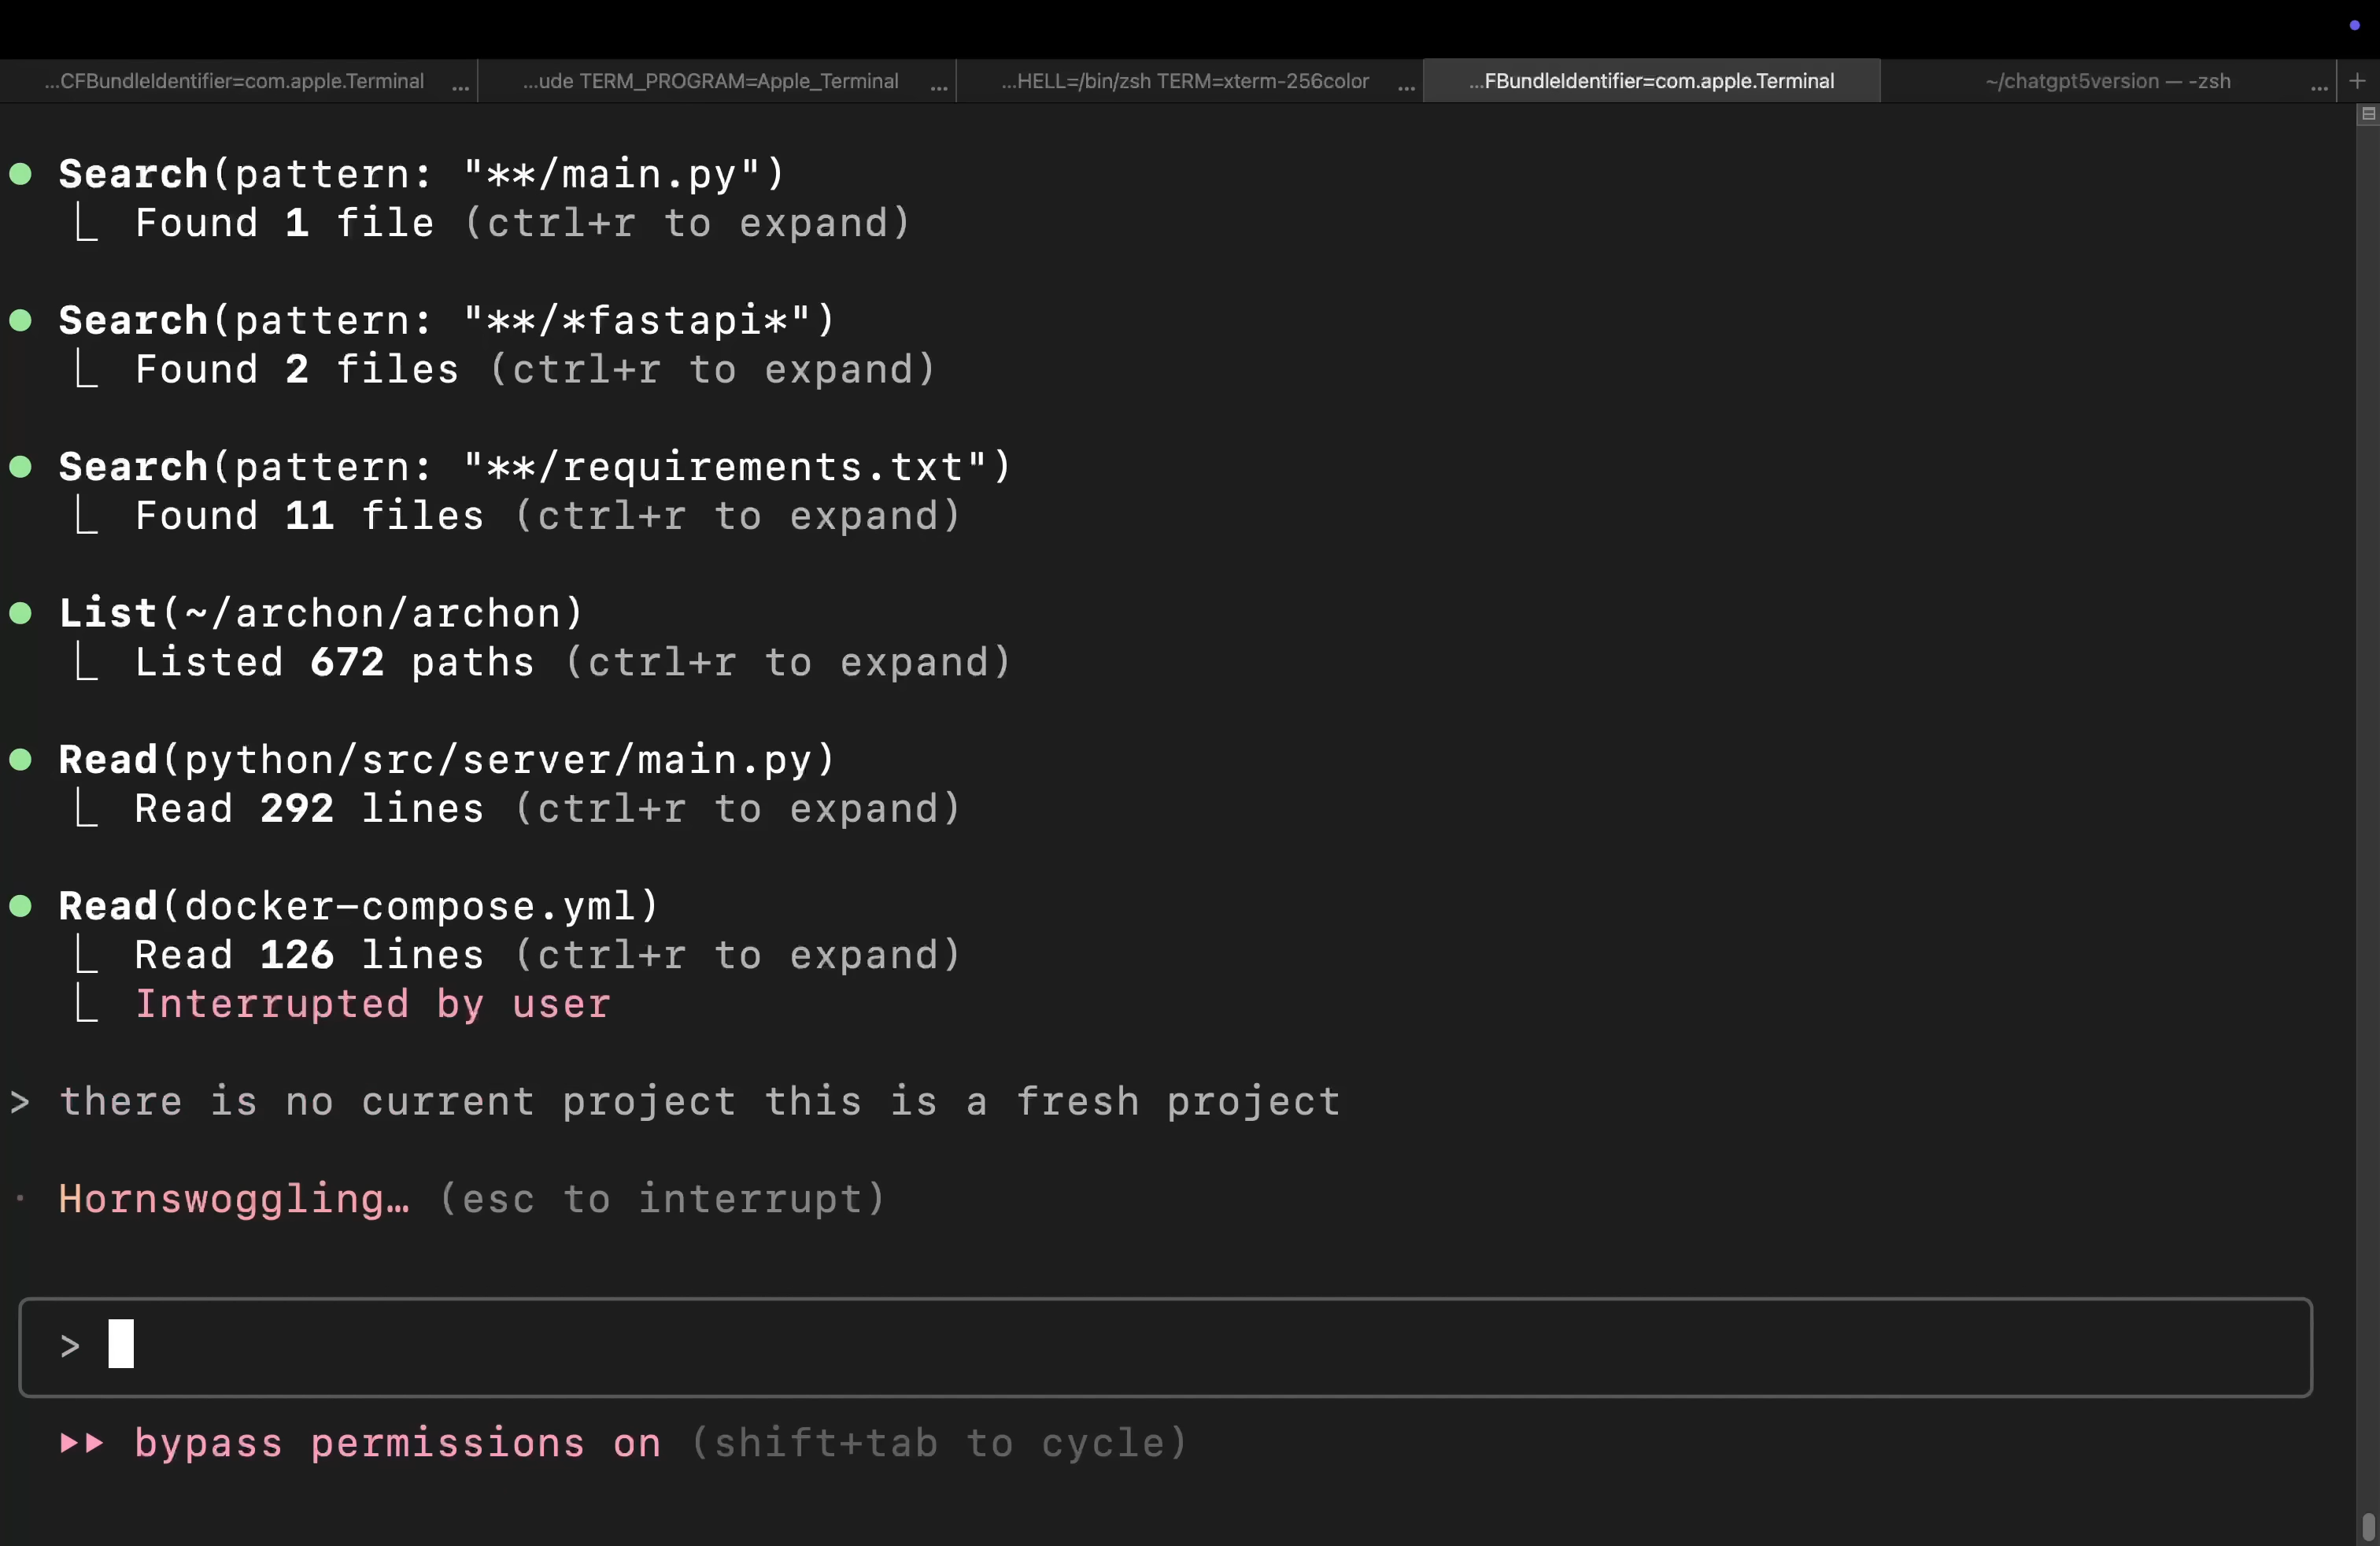 ...CFBundleIdentifier=com.apple.Terminal ...
...ude TERM_PROGRAM=Apple_Terminal ...
...HELL=/bin/zsh TERM=xterm-256color ...
...FBundleIdentifier=com.apple.Terminal
~/chatgpt5version — -zsh ... +
Search(pattern: "**/main.py")
Found 1 file (ctrl+r to expand)
Search(pattern: "**/*fastapi*")
Found 2 files (ctrl+r to expand)
Search(pattern: "**/requirements.txt")
Found 11 files (ctrl+r to expand)
List(~/archon/archon)
Listed 672 paths (ctrl+r to expand)
Read(python/src/server/main.py)
Read 292 lines (ctrl+r to expand)
Read(docker-compose.yml)
Read 126 lines (ctrl+r to expand)
Interrupted by user
> there is no current project this is a fresh project
· Hornswoggling… (esc to interrupt)
>
bypass permissions on (shift+tab to cycle)